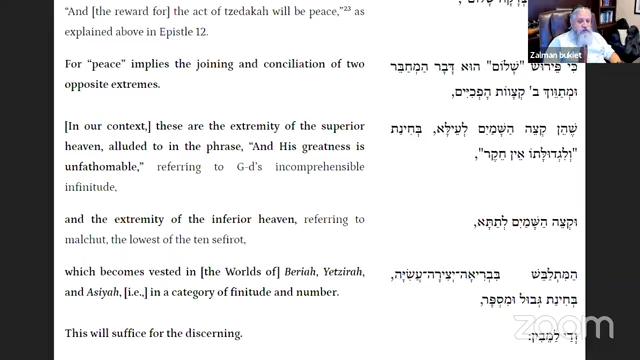 “And [the reward for] the act of tzedakah will be peace,”²³ as
explained above in Epistle 12.
For “peace” implies the joining and conciliation of two
opposite extremes.
[In our context,] these are the extremity of the superior
heaven, alluded to in the phrase, “And His greatness is
unfathomable,” referring to G-d’s incomprehensible
infinitude,
and the extremity of the inferior heaven, referring to
malchut, the lowest of the ten sefirot,
which becomes vested in [the Worlds of] Beriah, Yetzirah,
and Asiyah, [i.e.,] in a category of finitude and number.
This will suffice for the discerning.
כִּי פֵּירוּשׁ "שָׁלוֹם" הוּא דָּבָר הַמְחַבֵּר
וּמְתַוֵּוךְ ב' קְצָווֹת הָפְכִיִּים,
שֶׁהֵן קְצֵה הַשָּׁמַיִם לְעֵילָּא, בְּחִינַת
"וְלִגְדוּלָּתוֹ אֵין חֵקֶר",
וּקְצֵה הַשָּׁמַיִם לְתַתָּא,
הַמִּתְלַבֵּשׁ בִּבְרִיאָה־יְצִירָה־עֲשִׂיָּה,
בְּחִינַת גְּבוּל וּמִסְפָּר,
וְדַי לַמֵּבִין:
Zalman bukiet
zoom